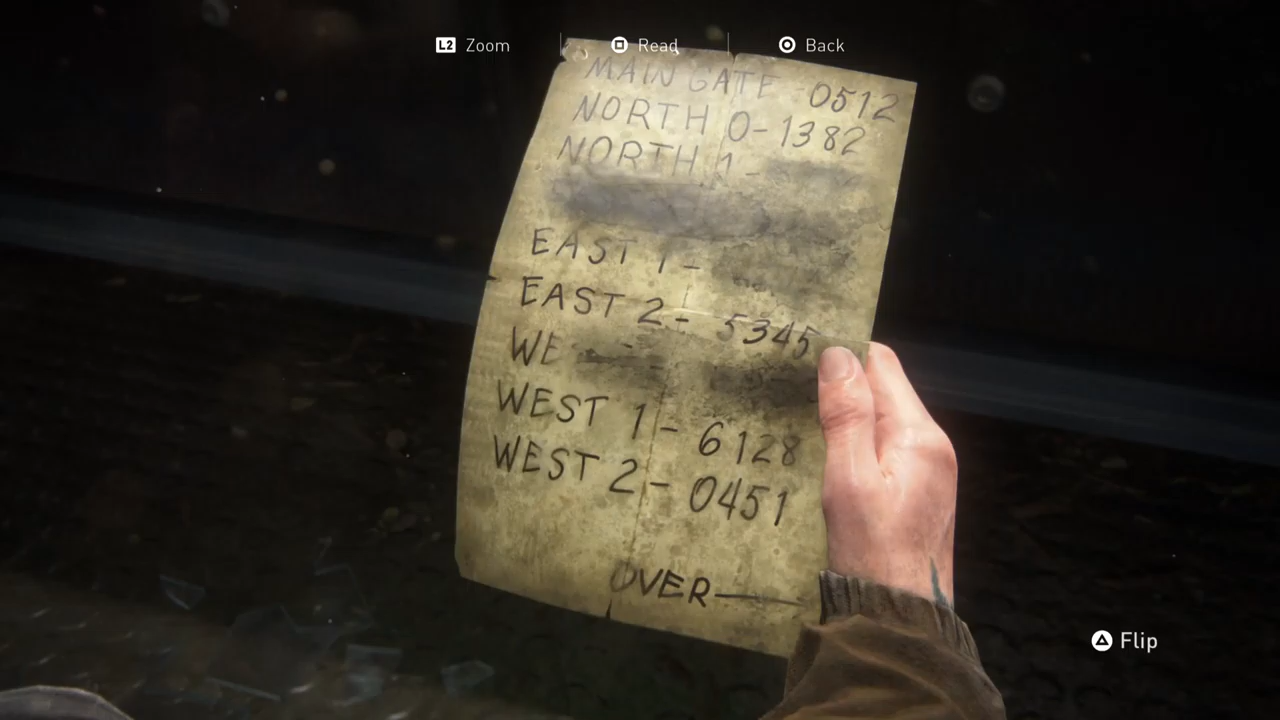 L2 Zoom
Read
Back
MAIN GATE - 0512
NORTH 0 - 1382
NORTH 1 -
EAST 1 -
EAST 2 - 5345
WE
WEST 1 - 6128
WEST 2 - 0451
OVER
Flip